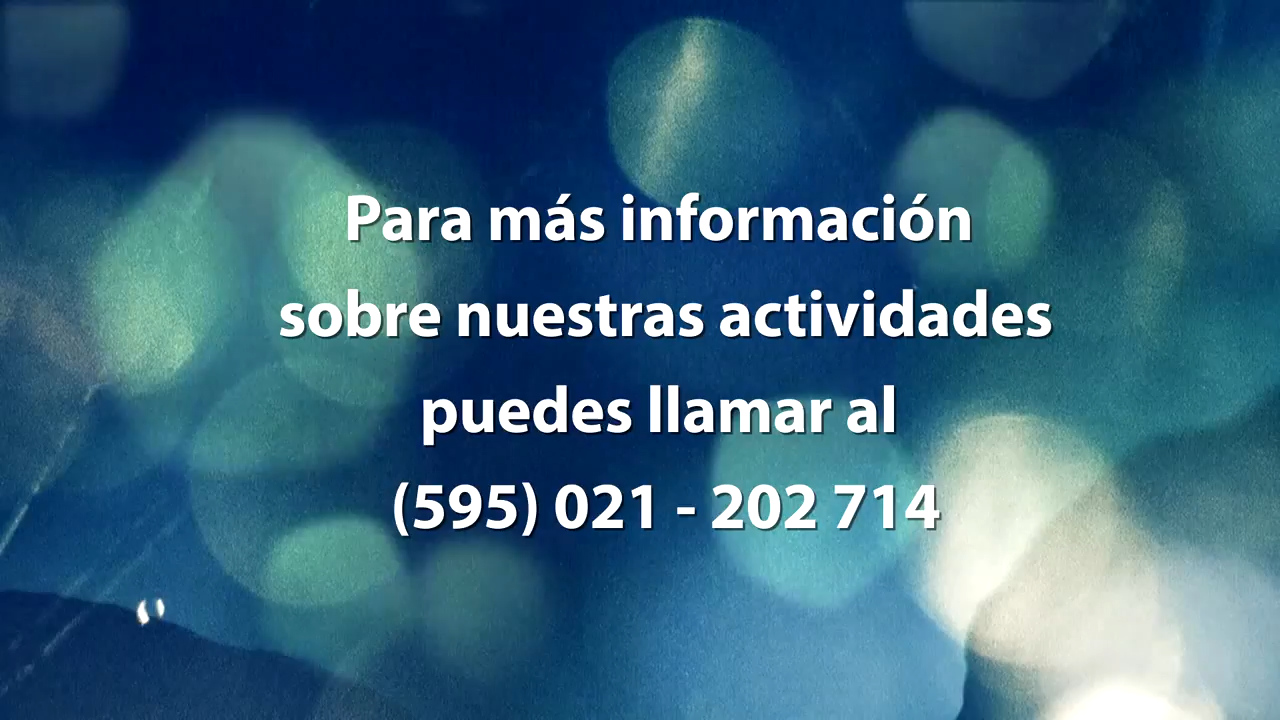 Para más información
sobre nuestras actividades
puedes llamar al
(595) 021 - 202 714